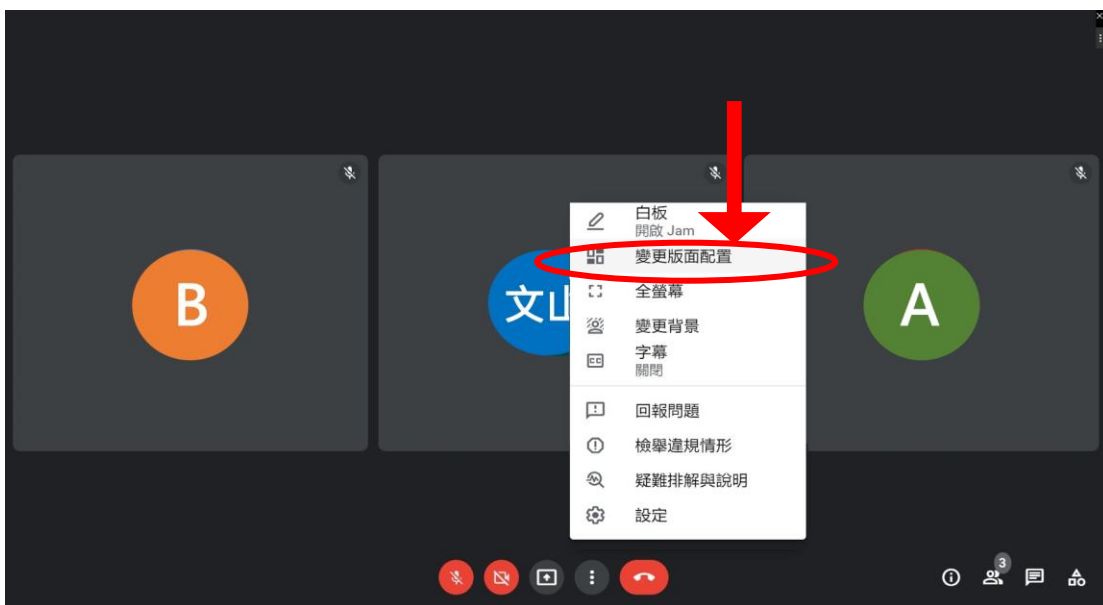 白板
開啟 Jam
變更版面配置
全螢幕
變更背景
字幕
關閉
回報問題
檢舉違規情形
疑難排解與說明
設定
B
文山
A
3